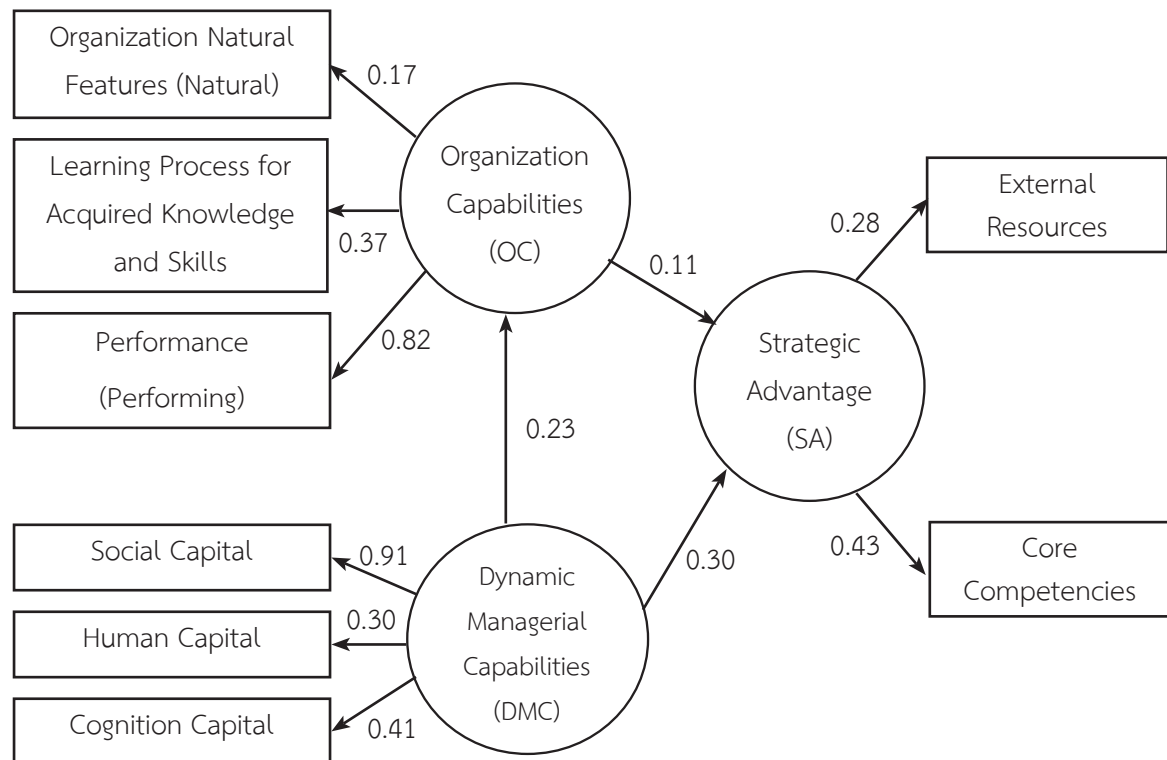 Organization Natural
Features (Natural)
0.17
Learning Process for
Acquired Knowledge
and Skills
0.37
Performance
(Performing)
0.82
Organization
Capabilities
(OC)
0.11
0.23
Social Capital
0.91
Human Capital
0.30
Cognition Capital
0.41
Dynamic
Managerial
Capabilities
(DMC)
0.30
Strategic
Advantage
(SA)
0.28
External
Resources
0.43
Core
Competencies